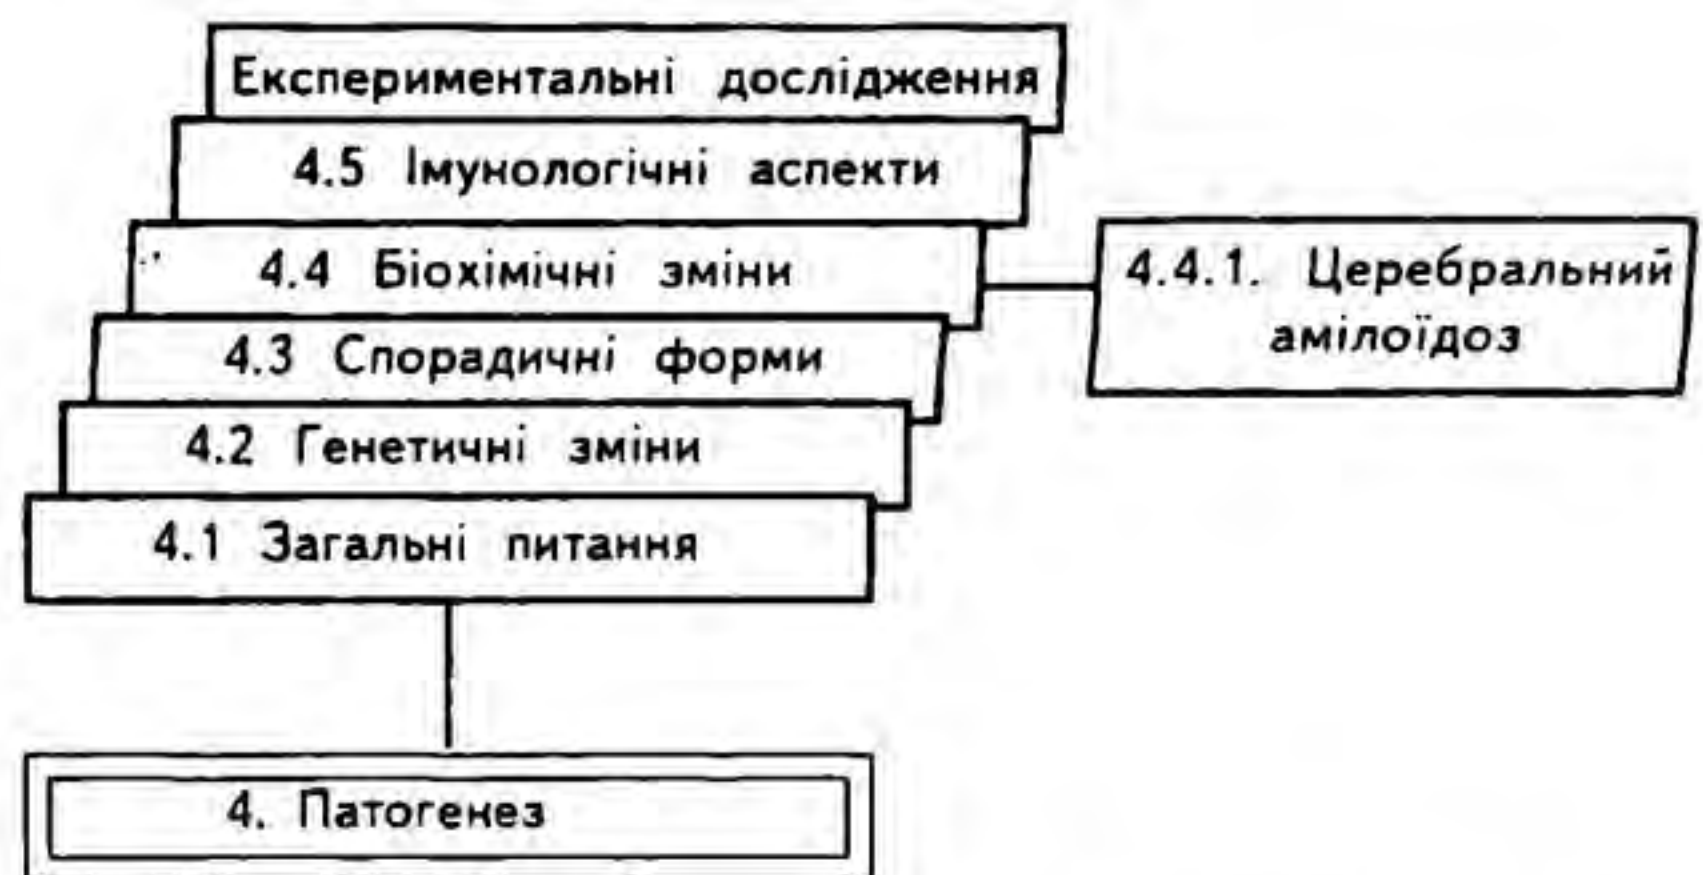 Експериментальні дослідження
4.5 Імунологічні аспекти
4.4 Біохімічні зміни
4.4.1. Церебральний
амілоїдоз
4.3 Спорадичні форми
4.2 Генетичні зміни
4.1 Загальні питання
4. Патогенез